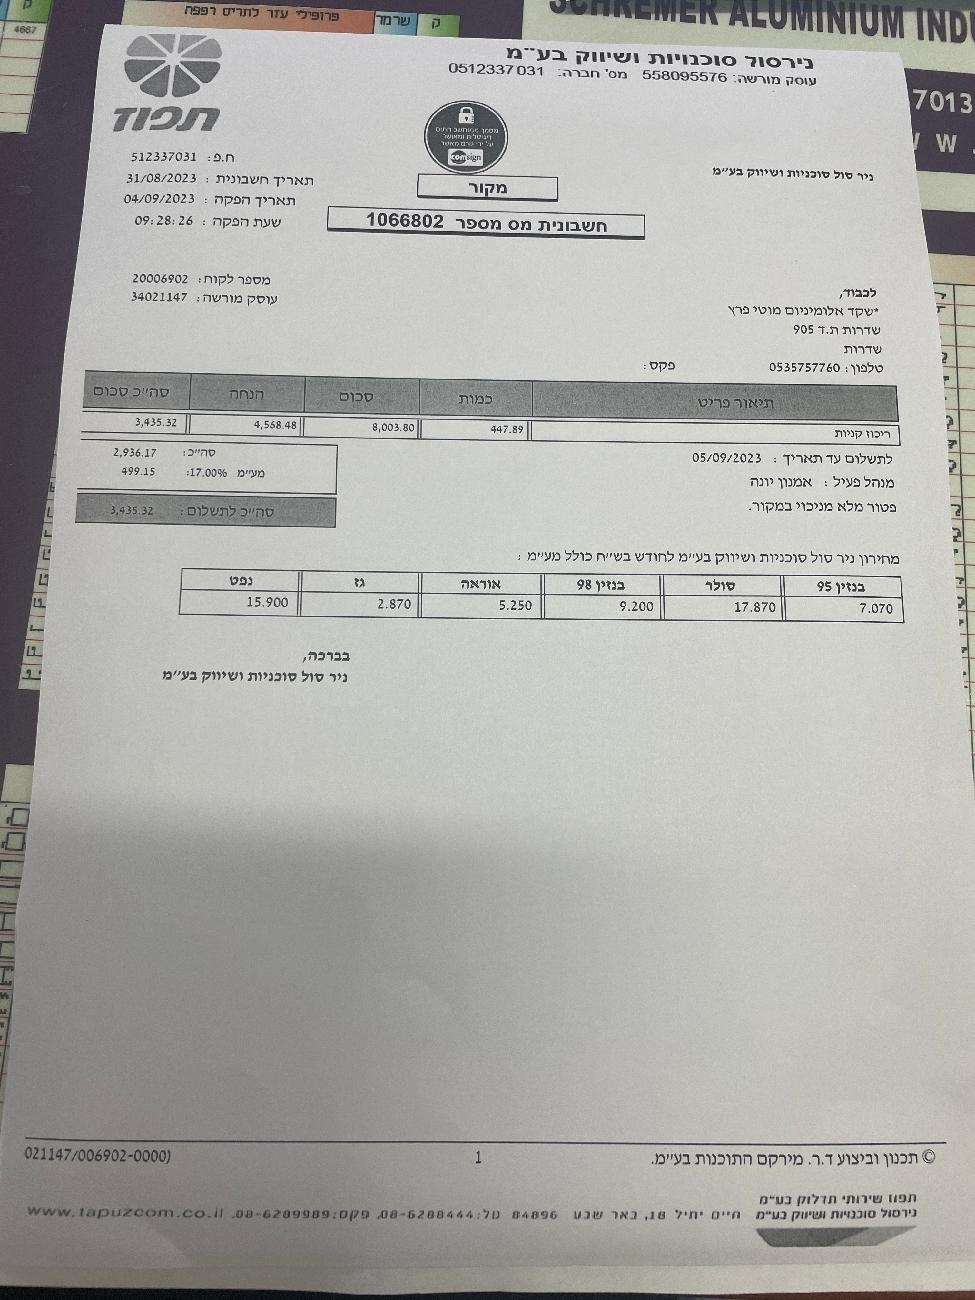 SCHREMER ALUMINIUM INDU
7013
W W .
פרופילי עזר לתריס רפפת
שרמר
ק
4667
תפוז
נירסול סוכנויות ושיווק בע"מ
עוסק מורשה: 558095576 מס' חברה: 0512337031
comsign
ניר סול סוכנויות ושיווק בע"מ
מקור
חשבונית מס מספר 1066802
ח.פ: 512337031
תאריך חשבונית : 31/08/2023
תאריך הפקה : 04/09/2023
שעת הפקה : 09:28:26
מספר לקוח: 20006902
עוסק מורשה: 34021147
לכבוד,
*שקד אלומיניום מוטי פרץ
שדרות ת.ד 905
שדרות
טלפון: 0535757760 פקס:
תיאור פריט כמות סכום הנחה סה"כ סכום
ריכוז קניות 447.89 8,003.80 4,568.48 3,435.32
לתשלום עד תאריך : 05/09/2023
מנהל פעיל : אמנון יונה
פטור מלא מניכוי במקור.
סה"כ: 2,936.17
מע"מ 17.00%: 499.15
סה"כ לתשלום: 3,435.32
מחירון ניר סול סוכנויות ושיווק בע"מ לחודש בש"ח כולל מע"מ :
בנזין 95 סולר בנזין 98 אוראה גז נפט
7.070 17.870 9.200 5.250 2.870 15.900
בברכה,
ניר סול סוכנויות ושיווק בע"מ
© תכנון וביצוע ד.ר. מירקם התוכנות בע"מ. 1 021147/006902-0000)
תפוז שירותי תדלוק בע"מ
נירסול סוכנויות ושיווק בע"מ חיים יחיל 18, באר שבע 84896 טל: 08-6288444, פקס: 08-6289989. www.tapuzcom.co.il